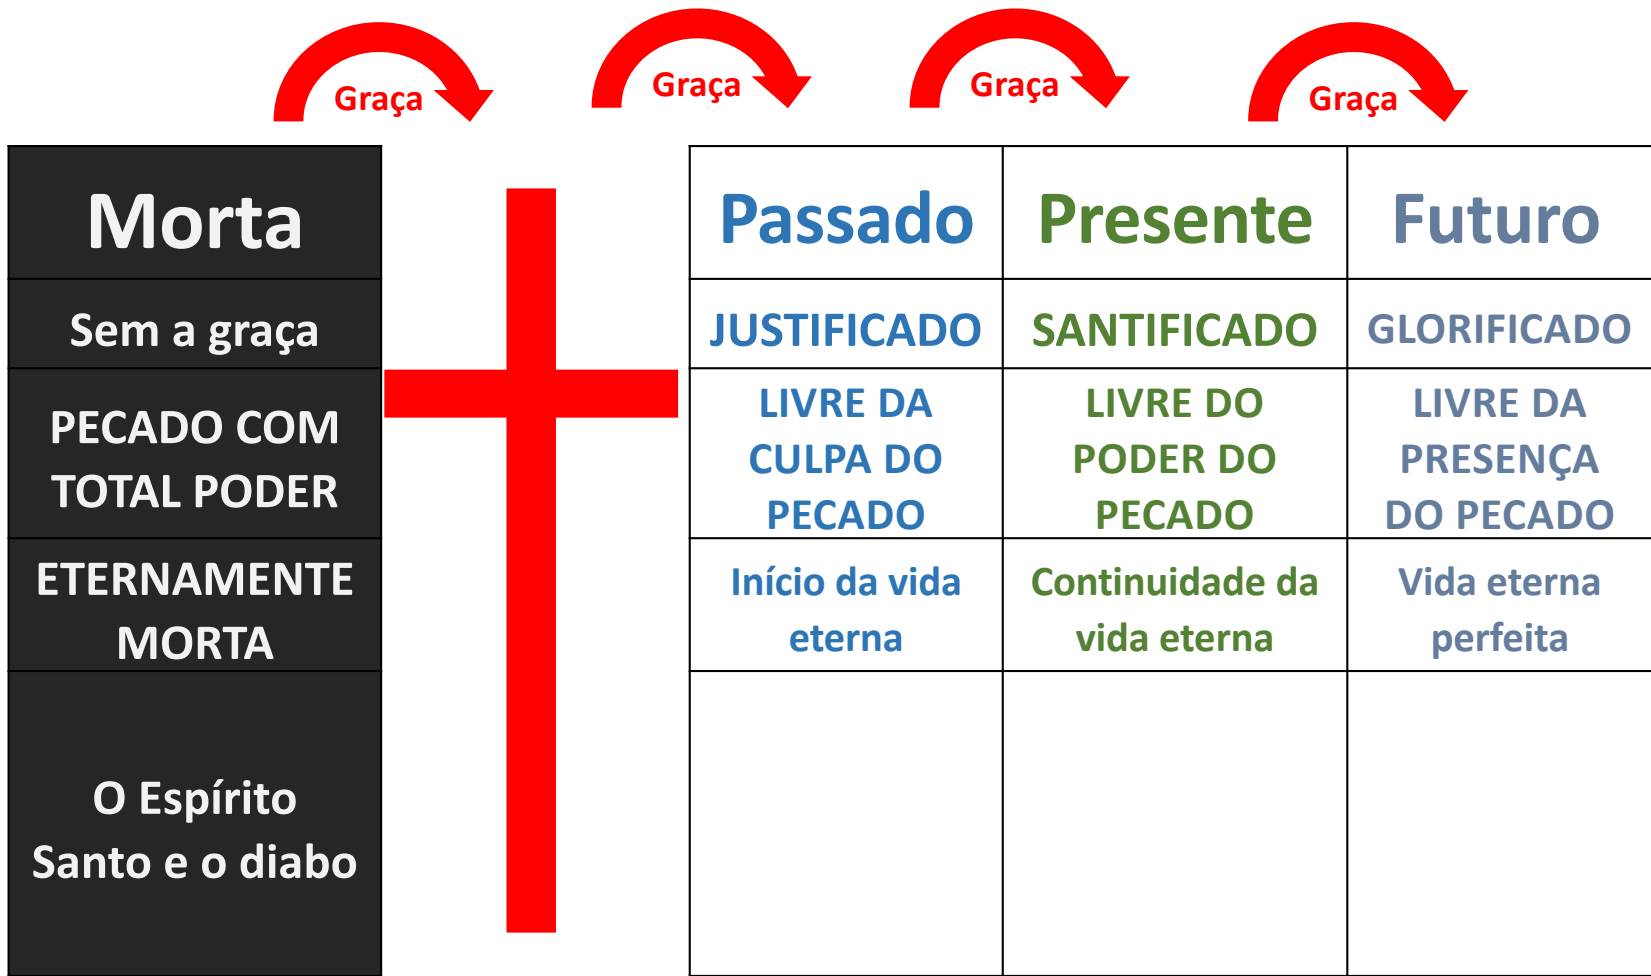 Graça
Graça
Graça
Graça
Morta
Passado
Presente
Futuro
Sem a graça
JUSTIFICADO
SANTIFICADO
GLORIFICADO
PECADO COM
TOTAL PODER
LIVRE DA
CULPA DO
PECADO
LIVRE DO
PODER DO
PECADO
LIVRE DA
PRESENÇA
DO PECADO
ETERNAMENTE
MORTA
Início da vida
eterna
Continuidade da
vida eterna
Vida eterna
perfeita
O Espírito
Santo e o diabo